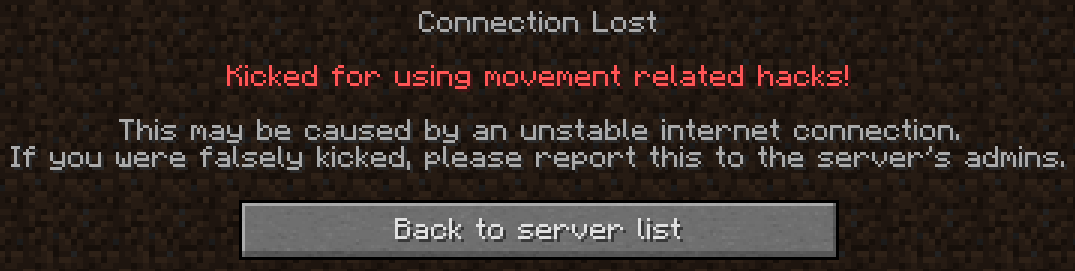 Connection Lost
Kicked for using movement related hacks!
This may be caused by an unstable internet connection.
If you were falsely kicked, please report this to the server's admins.
Back to server list